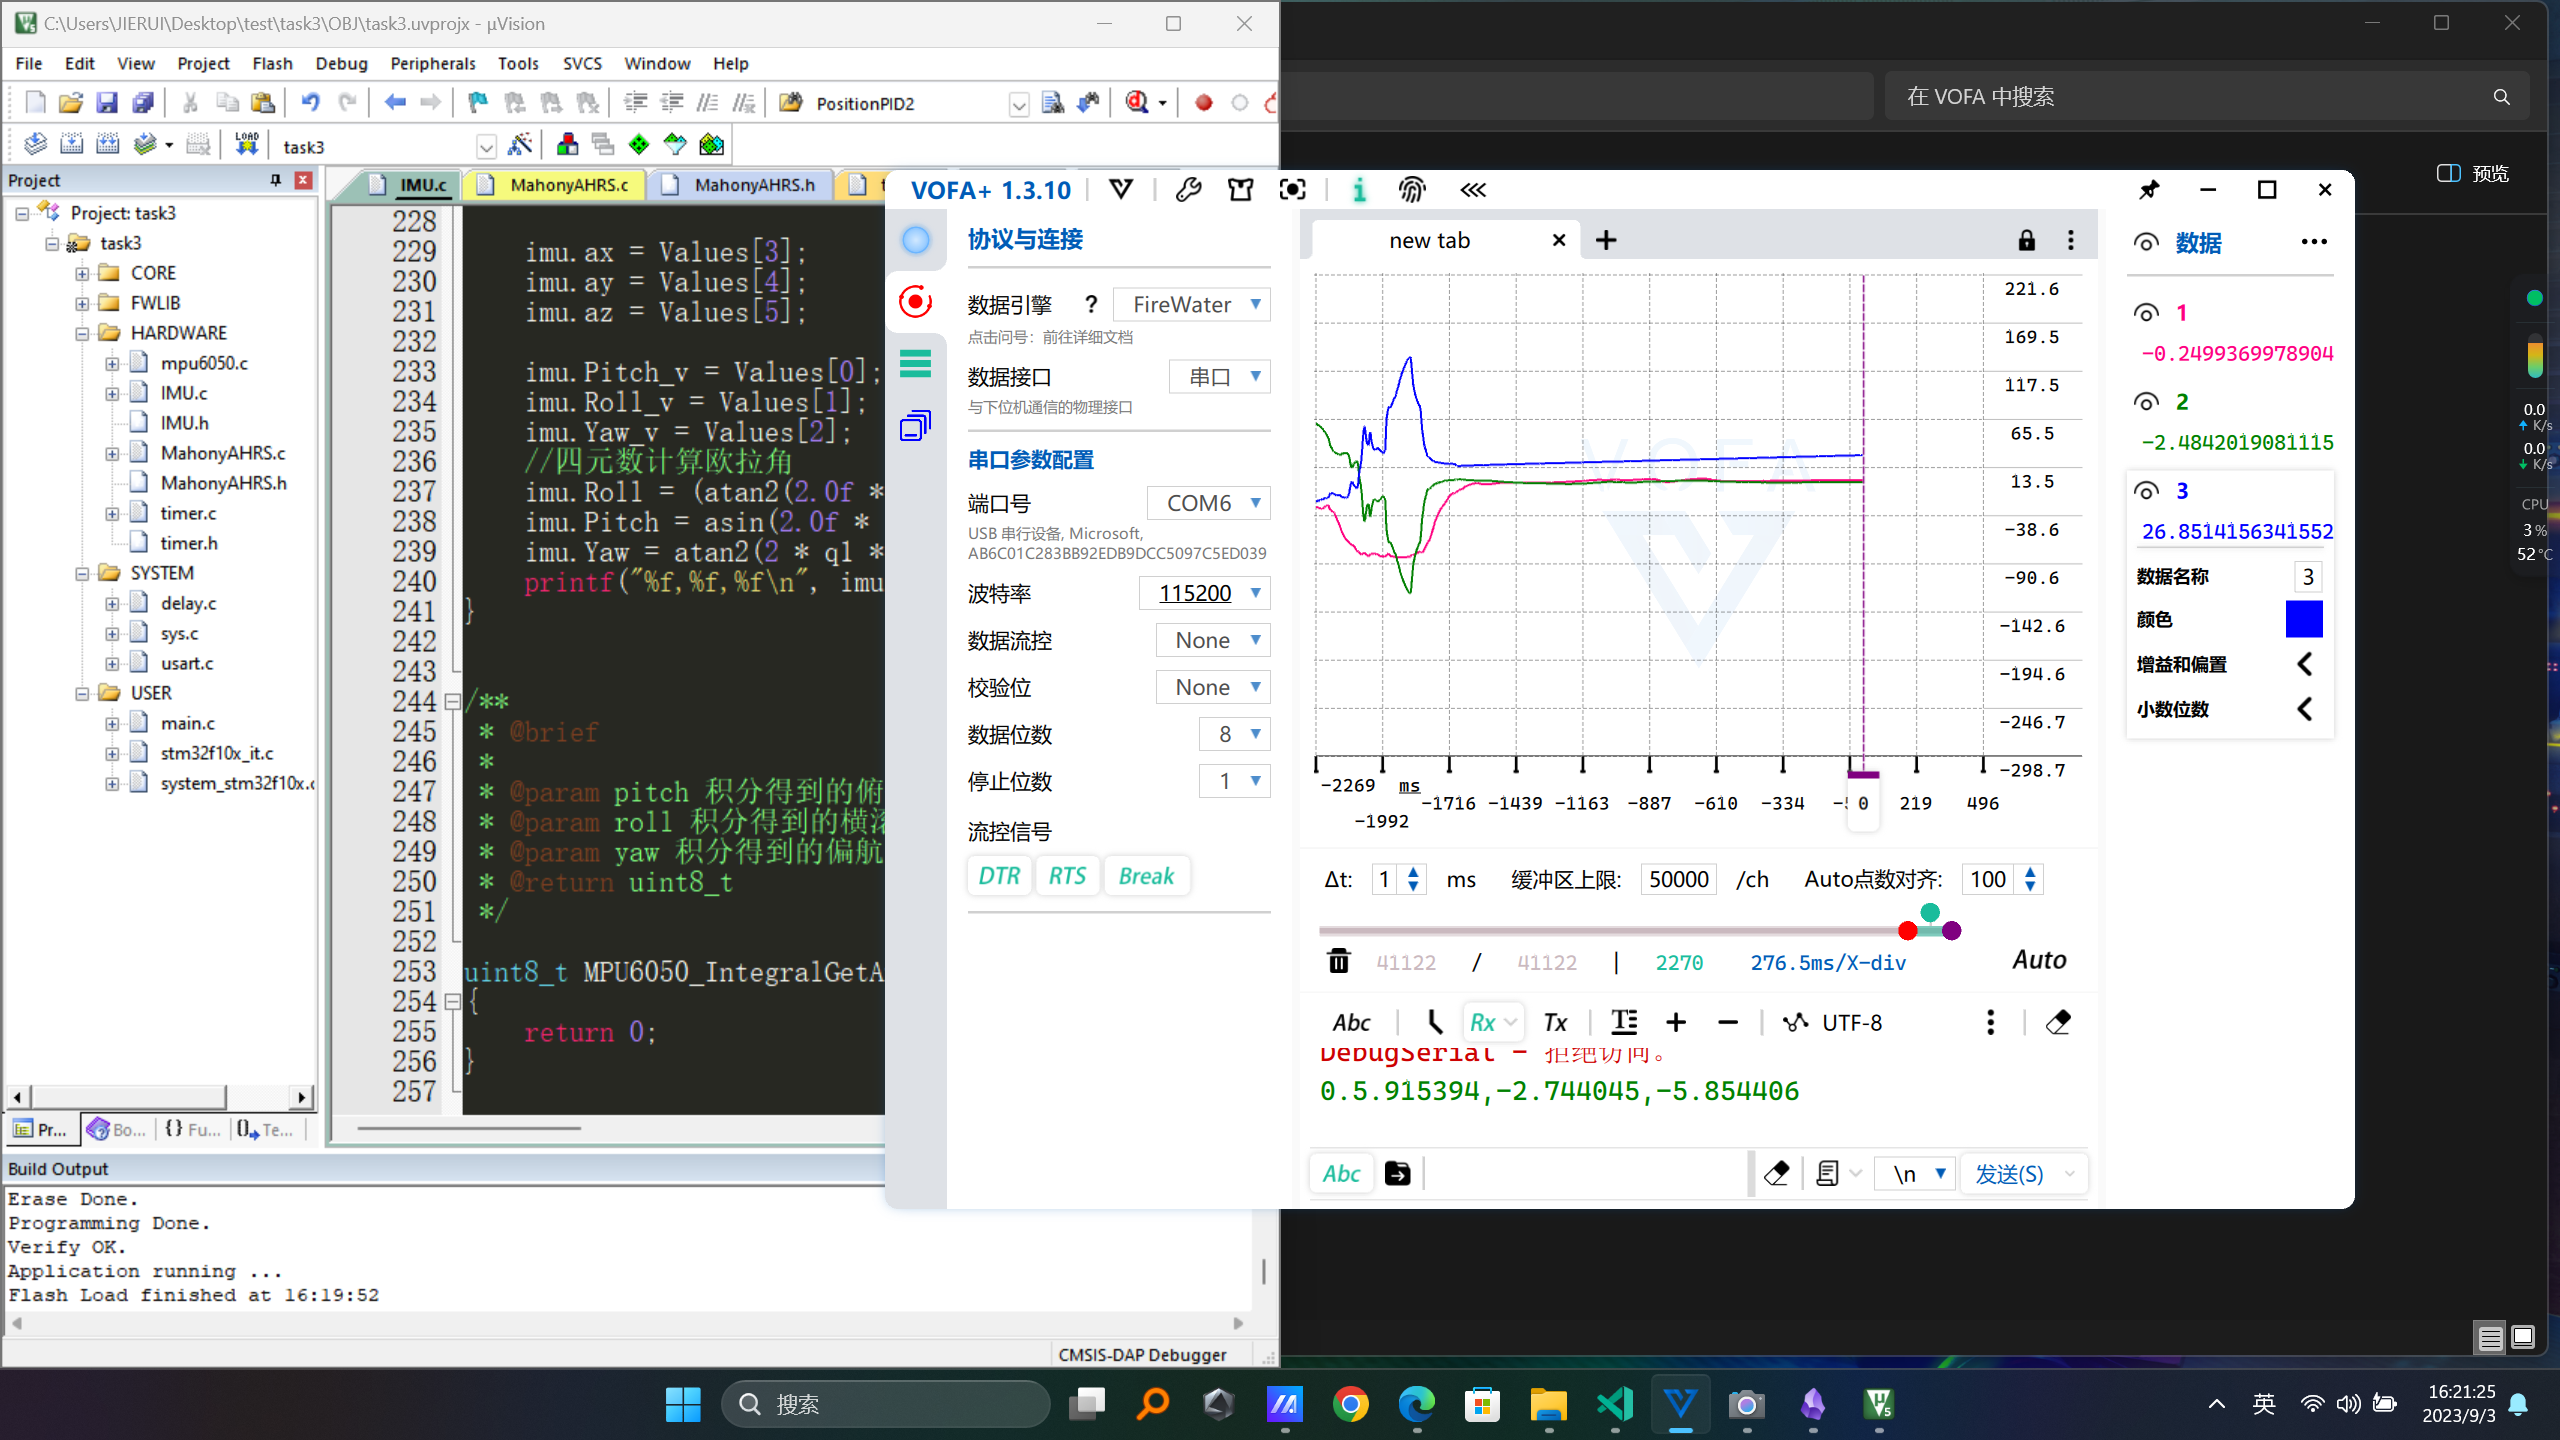 C:\Users\JIERUI\Desktop\test\task3\OBJ\task3.uvprojx - µVision
File Edit View Project Flash Debug Peripherals Tools SVCS Window Help
PositionPID2
LOAD
task3
Project
Project: task3
task3
CORE
FWLIB
HARDWARE
mpu6050.c
IMU.c
IMU.h
MahonyAHRS.c
MahonyAHRS.h
timer.c
timer.h
SYSTEM
delay.c
sys.c
usart.c
USER
main.c
stm32f10x_it.c
system_stm32f10x.c
Pr... Bo... {} Fu... Te...
IMU.c MahonyAHRS.c MahonyAHRS.h
228
229 imu.ax = Values[3];
230 imu.ay = Values[4];
231 imu.az = Values[5];
232
233 imu.Pitch_v = Values[0];
234 imu.Roll_v = Values[1];
235 imu.Yaw_v = Values[2];
236 //四元数计算欧拉角
237 imu.Roll = (atan2(2.0f *
238 imu.Pitch = asin(2.0f *
239 imu.Yaw = atan2(2 * q1 *
240 printf("%f,%f,%f\n", imu
241 }
242
243
244 /**
245 * @brief
246 *
247 * @param pitch 积分得到的俯
248 * @param roll 积分得到的横滚
249 * @param yaw 积分得到的偏航
250 * @return uint8_t
251 */
252
253 uint8_t MPU6050_IntegralGetA
254 {
255 return 0;
256 }
257
Build Output
Erase Done.
Programming Done.
Verify OK.
Application running ...
Flash Load finished at 16:19:52
CMSIS-DAP Debugger
在 VOFA 中搜索
预览
VOFA+ 1.3.10
协议与连接
数据引擎 ? FireWater
点击问号：前往详细文档
数据接口 串口
与下位机通信的物理接口
串口参数配置
端口号 COM6
USB 串行设备, Microsoft,
AB6C01C283BB92EDB9DCC5097C5ED039
波特率 115200
数据流控 None
校验位 None
数据位数 8
停止位数 1
流控信号
DTR RTS Break
new tab
VOFA
221.6
169.5
117.5
65.5
13.5
-38.6
-90.6
-142.6
-194.6
-246.7
-298.7
-2269 ms
-1992
-1716 -1439 -1163 -887 -610 -334 0 219 496
Δt: 1 ms 缓冲区上限: 50000 /ch Auto点数对齐: 100
41122 / 41122 | 2270 276.5ms/X-div Auto
Abc Rx Tx UTF-8
DebugSerial - 拒绝访问。
0.5.915394,-2.744045,-5.854406
Abc \n 发送(S)
数据
1
-0.2499369978904
2
-2.4842019081115
3
26.8514156341552
数据名称 3
颜色
增益和偏置
小数位数
0.0
K/s
0.0
K/s
CPU
3 %
52 °C
搜索
英
16:21:25
2023/9/3